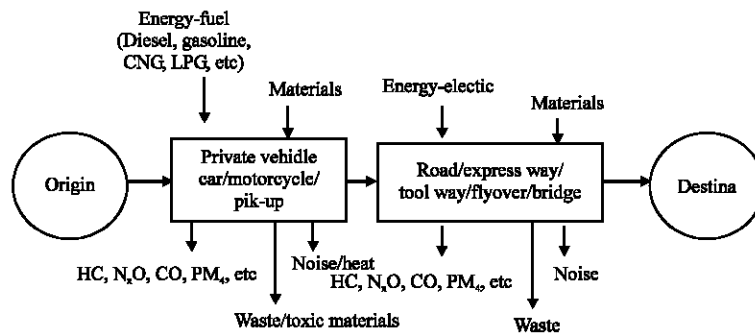 Energy-fuel
(Diesel, gasoline,
CNG, LPG, etc)
Materials
Energy-electic
Materials
Origin
Private vehidle
car/motorcycle/
pik-up
Road/express way/
tool way/flyover/bridge
Destina
HC, NₓO, CO, PM₄, etc
Noise/heat
HC, NₓO, CO, PM₄, etc
Noise
Waste/toxic materials
Waste